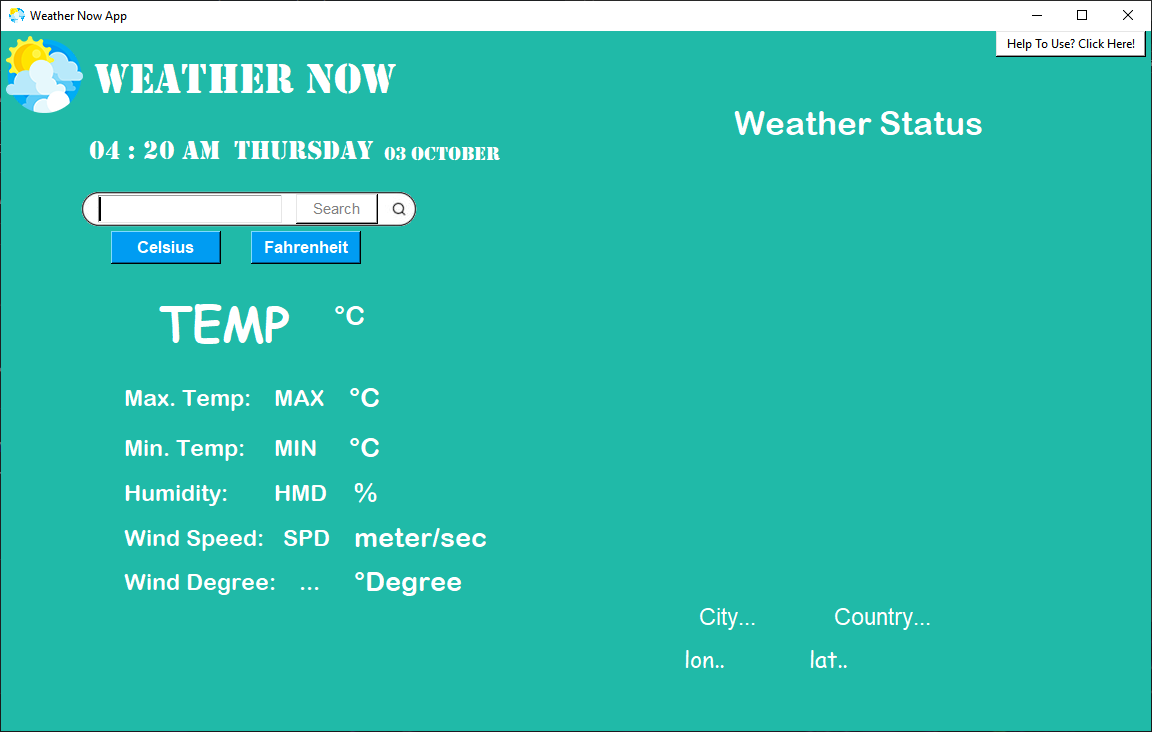 Weather Now App
Help To Use? Click Here!
WEATHER NOW
Weather Status
04 : 20 AM THURSDAY 03 OCTOBER
Search
Celsius Fahrenheit
TEMP °C
Max. Temp: MAX °C
Min. Temp: MIN °C
Humidity: HMD %
Wind Speed: SPD meter/sec
Wind Degree: ... °Degree
City... Country...
lon.. lat..